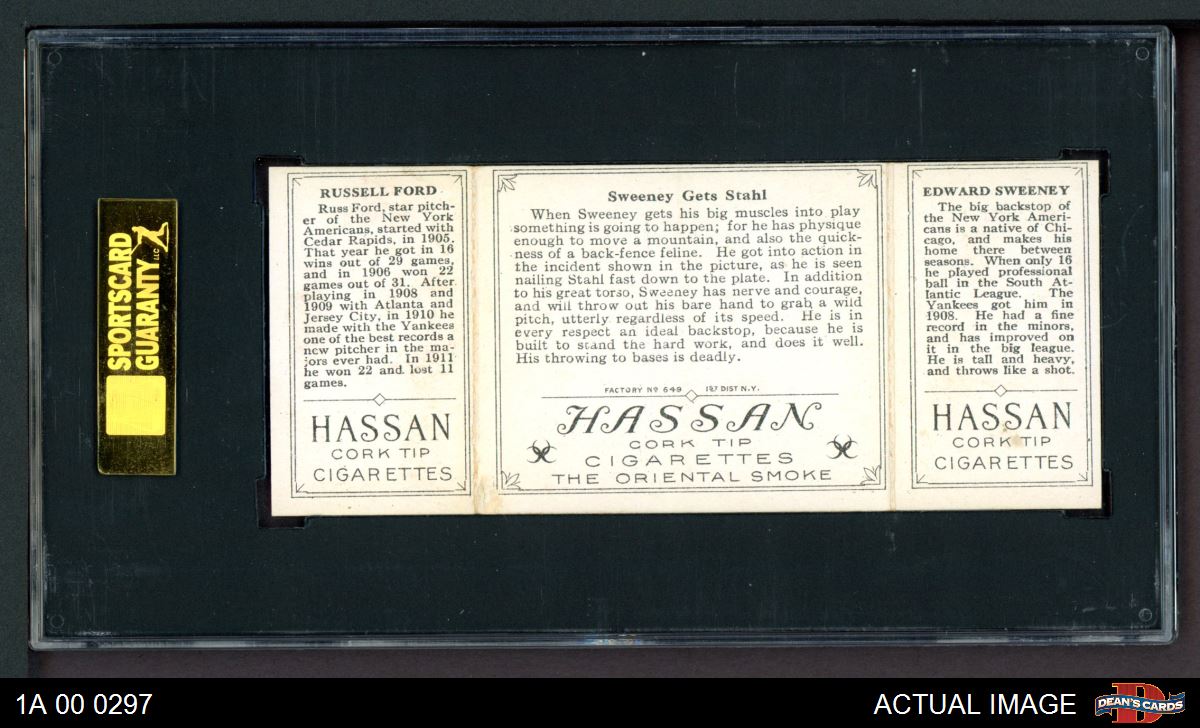 SPORTSCARD
GUARANTY LLC
RUSSELL FORD
Russ Ford, star pitch-
er of the New York
Americans, started with
Cedar Rapids, in 1905.
That year he got in 16
wins out of 29 games,
and in 1906 won 22
games out of 31. After
playing in 1908 and
1909 with Atlanta and
Jersey City, in 1910 he
made with the Yankees
one of the best records a
new pitcher in the ma-
jors ever had. In 1911
he won 22 and lost 11
games.
HASSAN
CORK TIP
CIGARETTES
Sweeney Gets Stahl
When Sweeney gets his big muscles into play
something is going to happen; for he has physique
enough to move a mountain, and also the quick-
ness of a back-fence feline. He got into action in
the incident shown in the picture, as he is seen
nailing Stahl fast down to the plate. In addition
to his great torso, Sweeney has nerve and courage,
and will throw out his bare hand to grab a wild
pitch, utterly regardless of its speed. He is in
every respect an ideal backstop, because he is
built to stand the hard work, and does it well.
His throwing to bases is deadly.
FACTORY No 649 1st DIST N.Y.
HASSAN
CORK TIP
CIGARETTES
THE ORIENTAL SMOKE
EDWARD SWEENEY
The big backstop of
the New York Ameri-
cans is a native of Chi-
cago, and makes his
home there between
seasons. When only 16
he played professional
ball in the South At-
lantic League. The
Yankees got him in
1908. He had a fine
record in the minors,
and has improved on
it in the big league.
He is tall and heavy,
and throws like a shot.
HASSAN
CORK TIP
CIGARETTES
1A 00 0297
ACTUAL IMAGE
D
DEAN'S CARDS